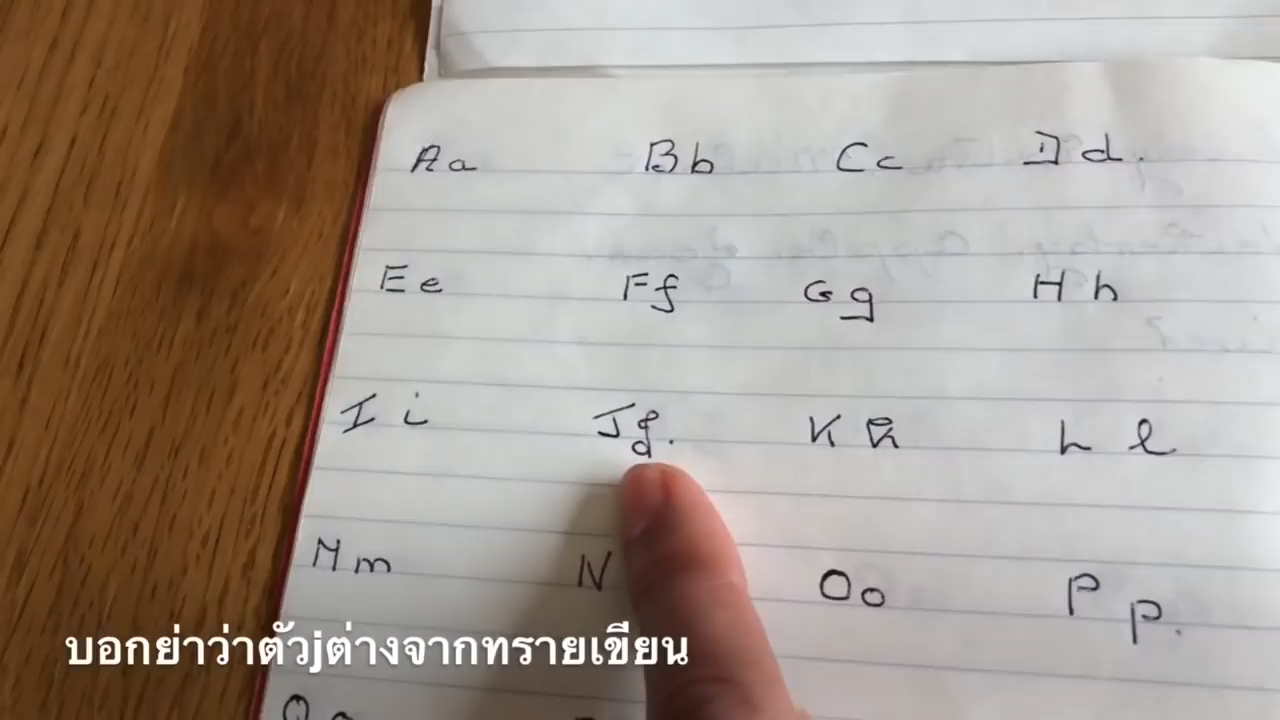 Aa Bb Cc Dd.
Ee Ff Gg Hh
Ii Jj. Kk Ll
Mm N Oo Pp.
บอกย่าว่าตัวjต่างจากทรายเขียน